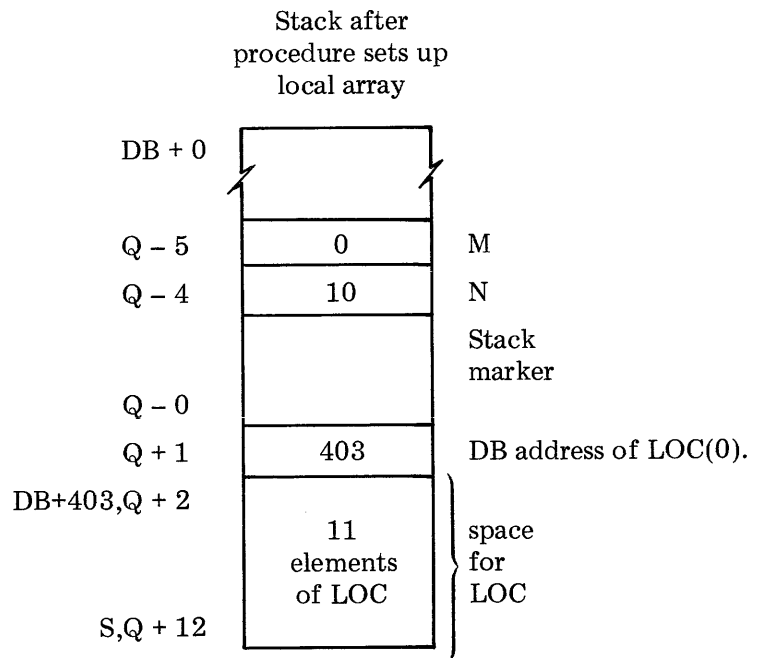 Stack after
procedure sets up
local array
DB + 0
Q – 5 0 M
Q – 4 10 N
Stack
marker
Q – 0
Q + 1 403 DB address of LOC(0).
DB+403,Q + 2
11
elements
of LOC
space
for
LOC
S,Q + 12